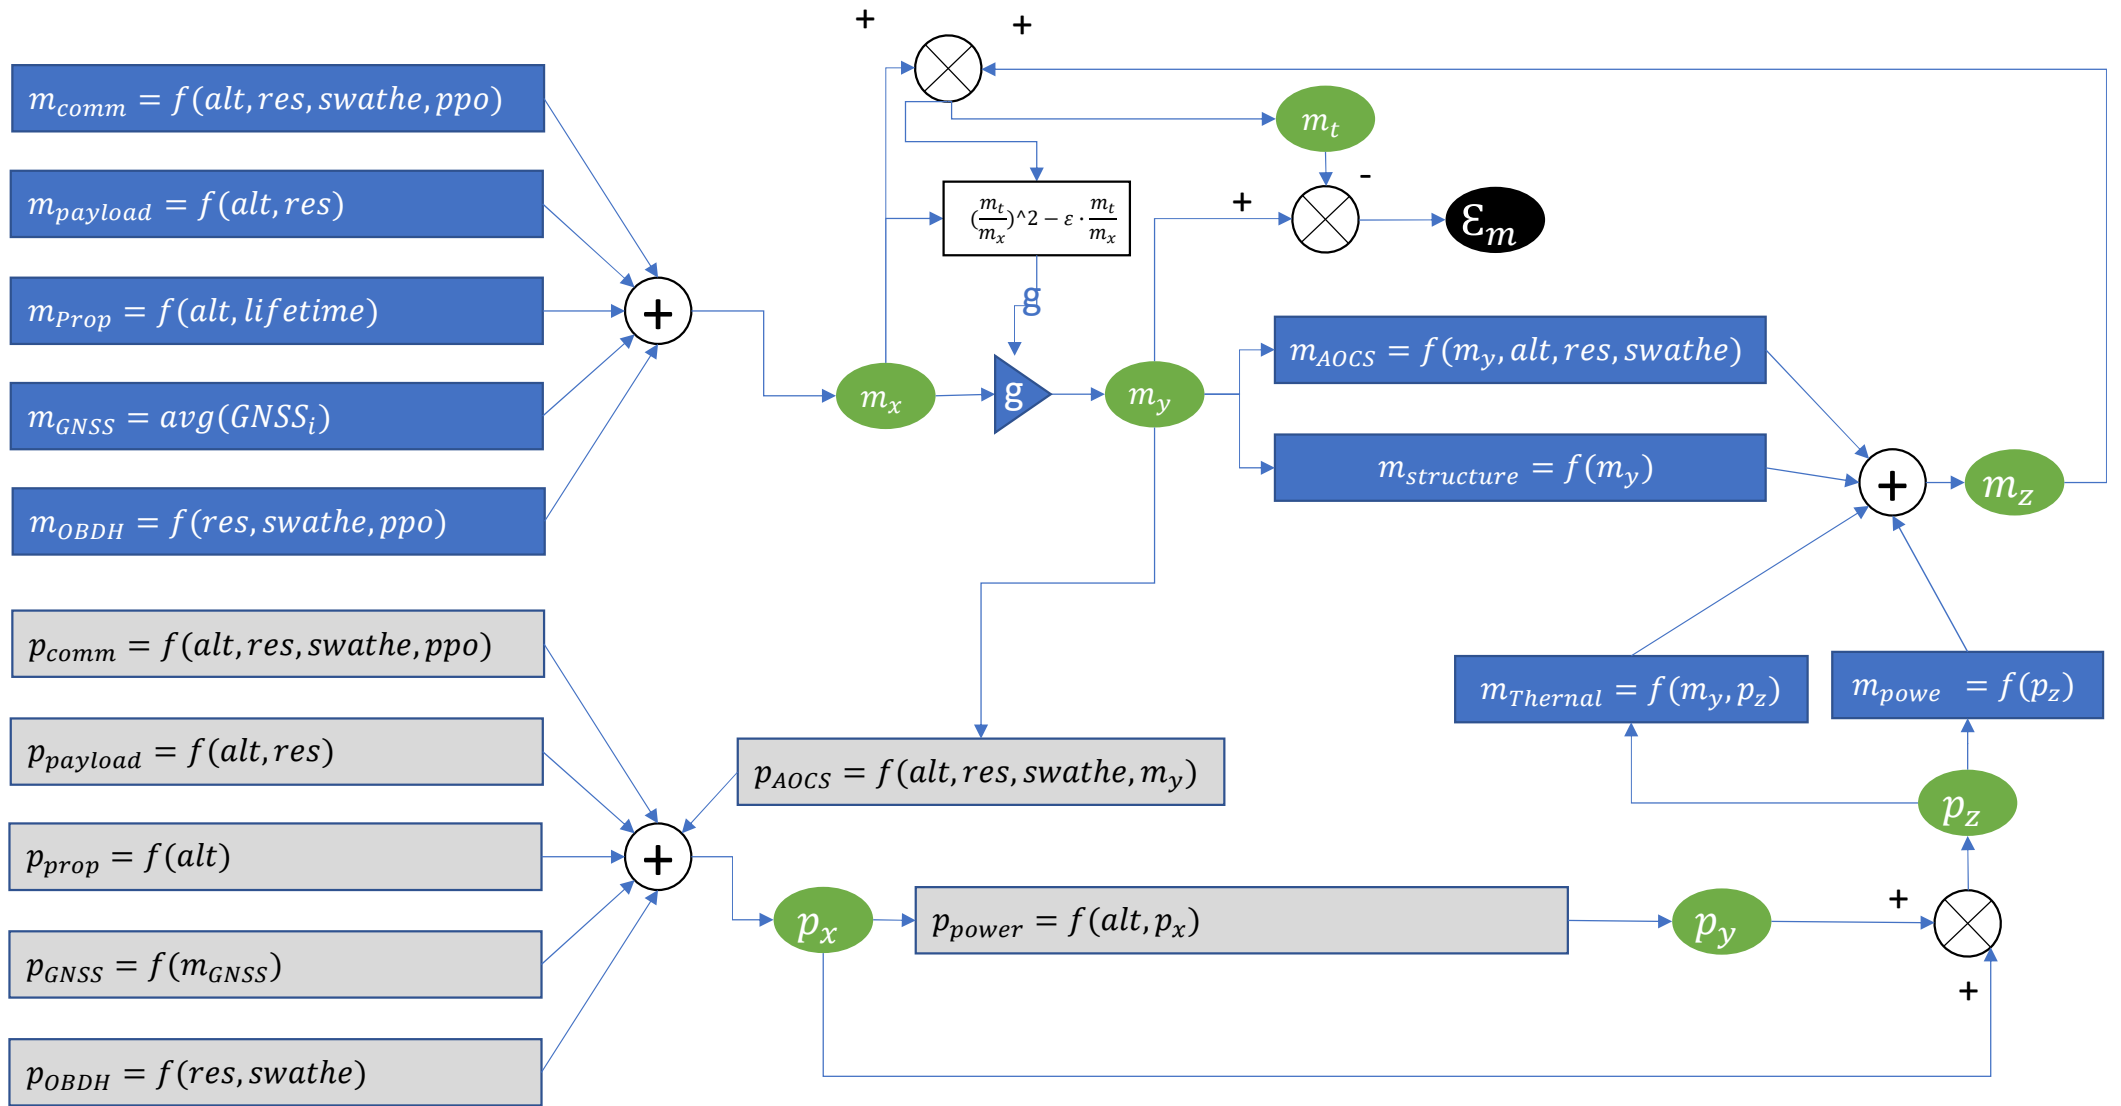 + +
m_comm = f(alt, res, swathe, ppo)
m_t
m_payload = f(alt, res)
(m_t/m_x)^2 − ε · m_t/m_x
+ -
Ɛ_m
m_Prop = f(alt, lifetime)
+
g
m_AOCS = f(m_y, alt, res, swathe)
m_x
g
m_y
m_GNSS = avg(GNSS_i)
m_structure = f(m_y)
+
m_z
m_OBDH = f(res, swathe, ppo)
p_comm = f(alt, res, swathe, ppo)
m_Thernal = f(m_y, p_z)
m_powe = f(p_z)
p_payload = f(alt, res)
p_AOCS = f(alt, res, swathe, m_y)
p_z
p_prop = f(alt)
+
p_x
p_power = f(alt, p_x)
p_y
+
+
p_GNSS = f(m_GNSS)
p_OBDH = f(res, swathe)